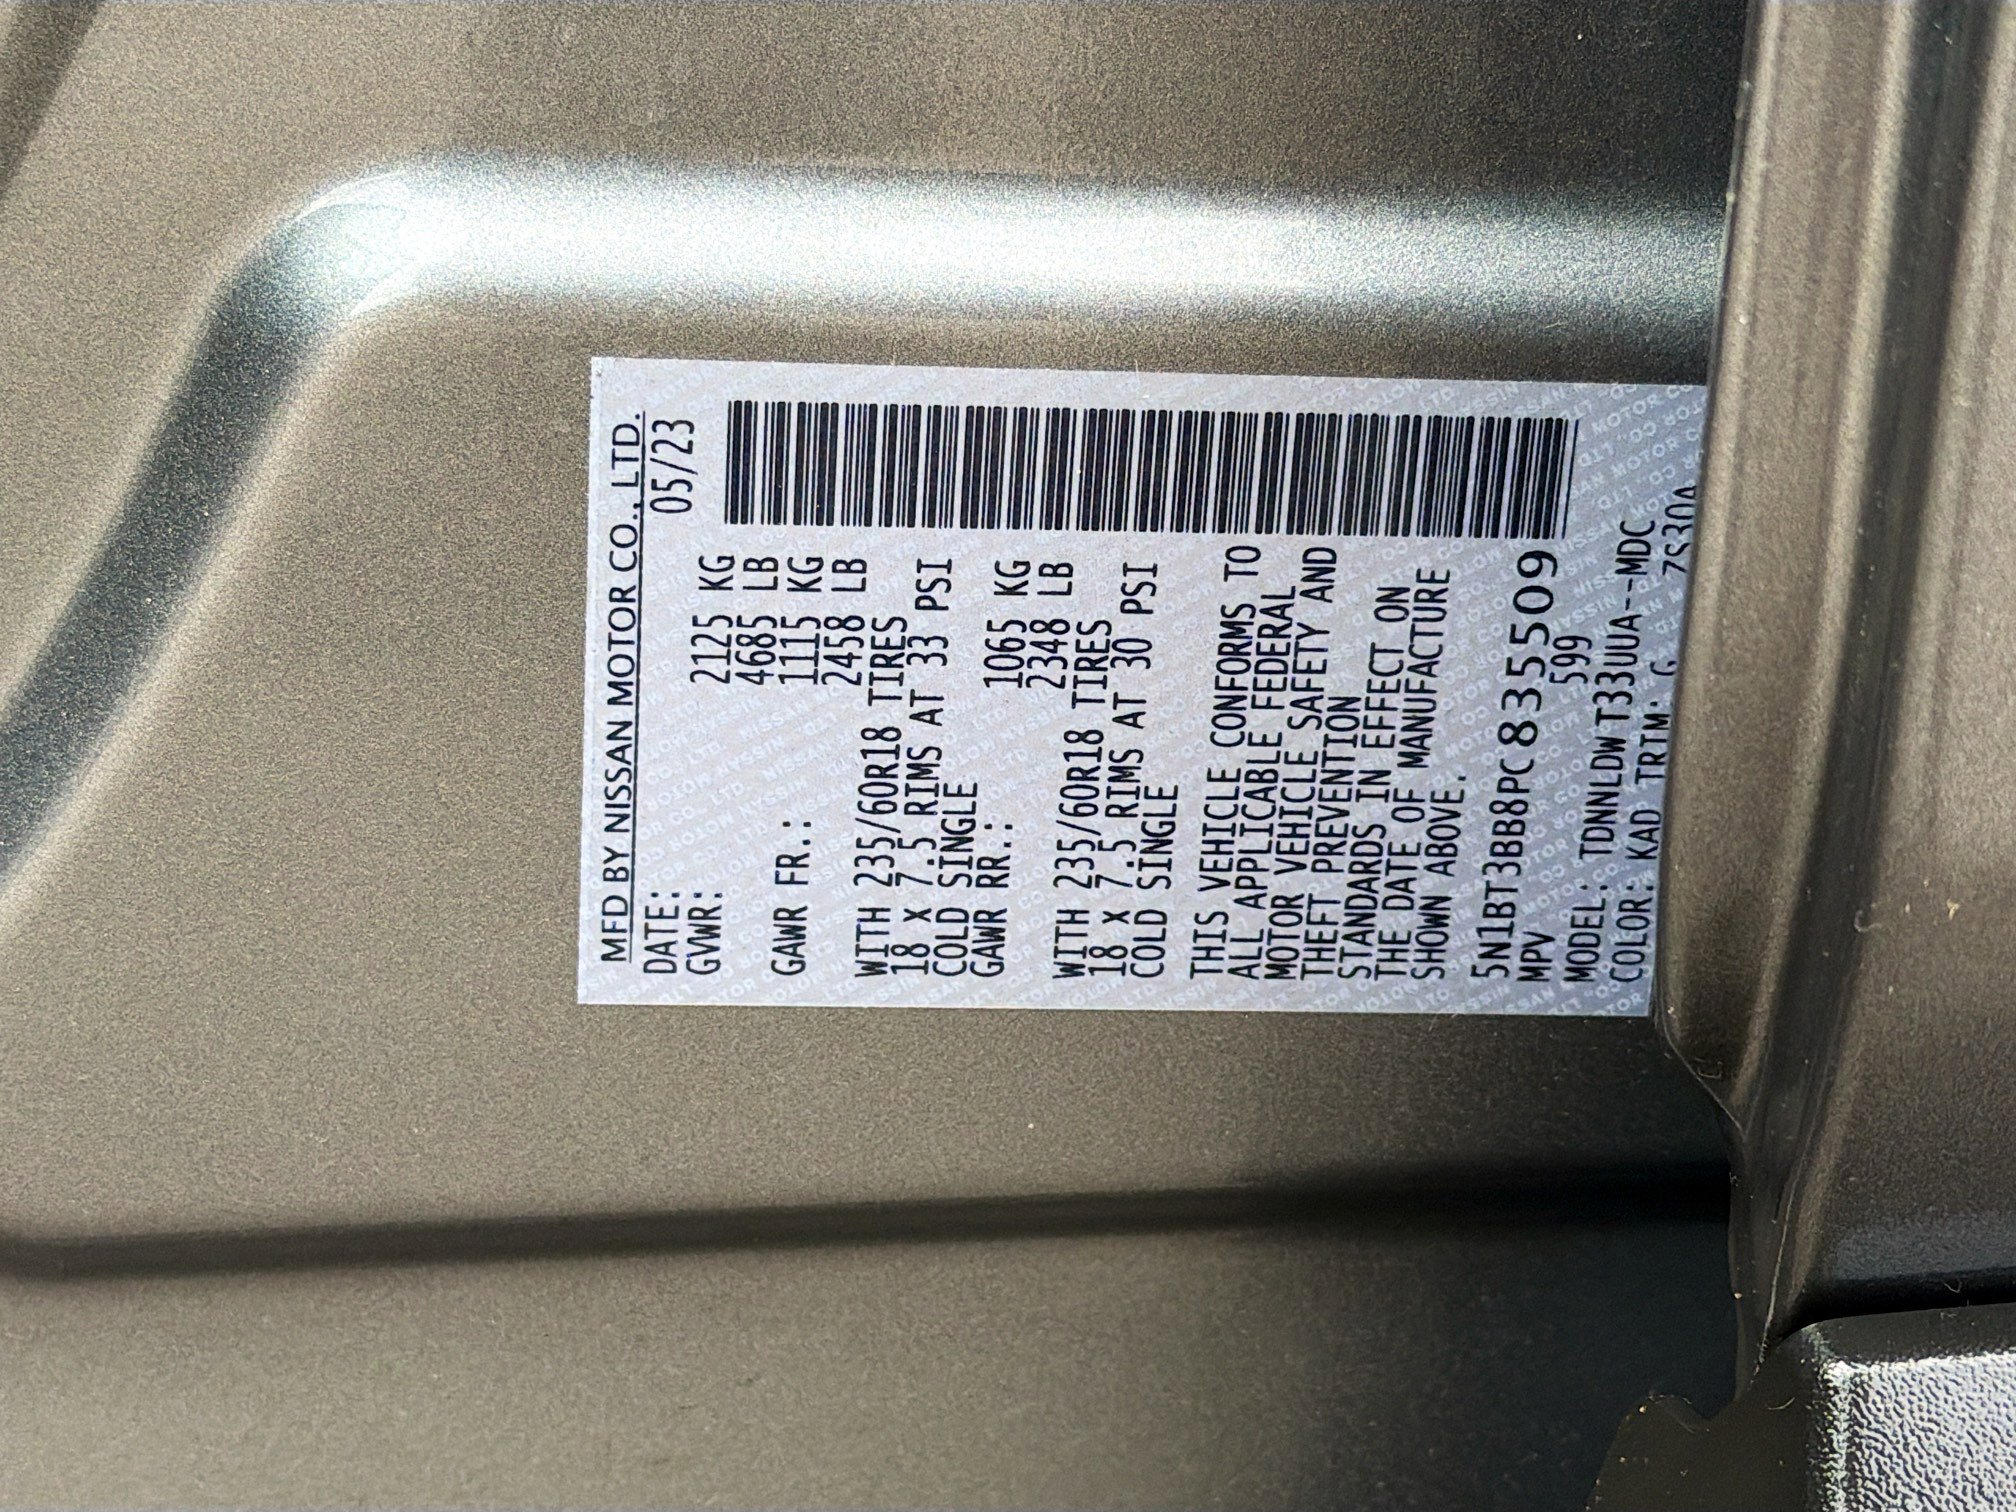 MFD BY NISSAN MOTOR CO., LTD.
DATE: 05/23
GVWR: 2125 KG
4685 LB
GAWR FR.: 1115 KG
2458 LB
WITH 235/60R18 TIRES
18 X 7.5 RIMS AT 33 PSI
COLD SINGLE
GAWR RR.: 1065 KG
2348 LB
WITH 235/60R18 TIRES
18 X 7.5 RIMS AT 30 PSI
COLD SINGLE
THIS VEHICLE CONFORMS TO
ALL APPLICABLE FEDERAL
MOTOR VEHICLE SAFETY AND
THEFT PREVENTION
STANDARDS IN EFFECT ON
THE DATE OF MANUFACTURE
SHOWN ABOVE.
5N1BT3BB8PC835509
MPV 599
MODEL: TDNNLDWT33UUA--MDC
COLOR: KAD TRTM: G